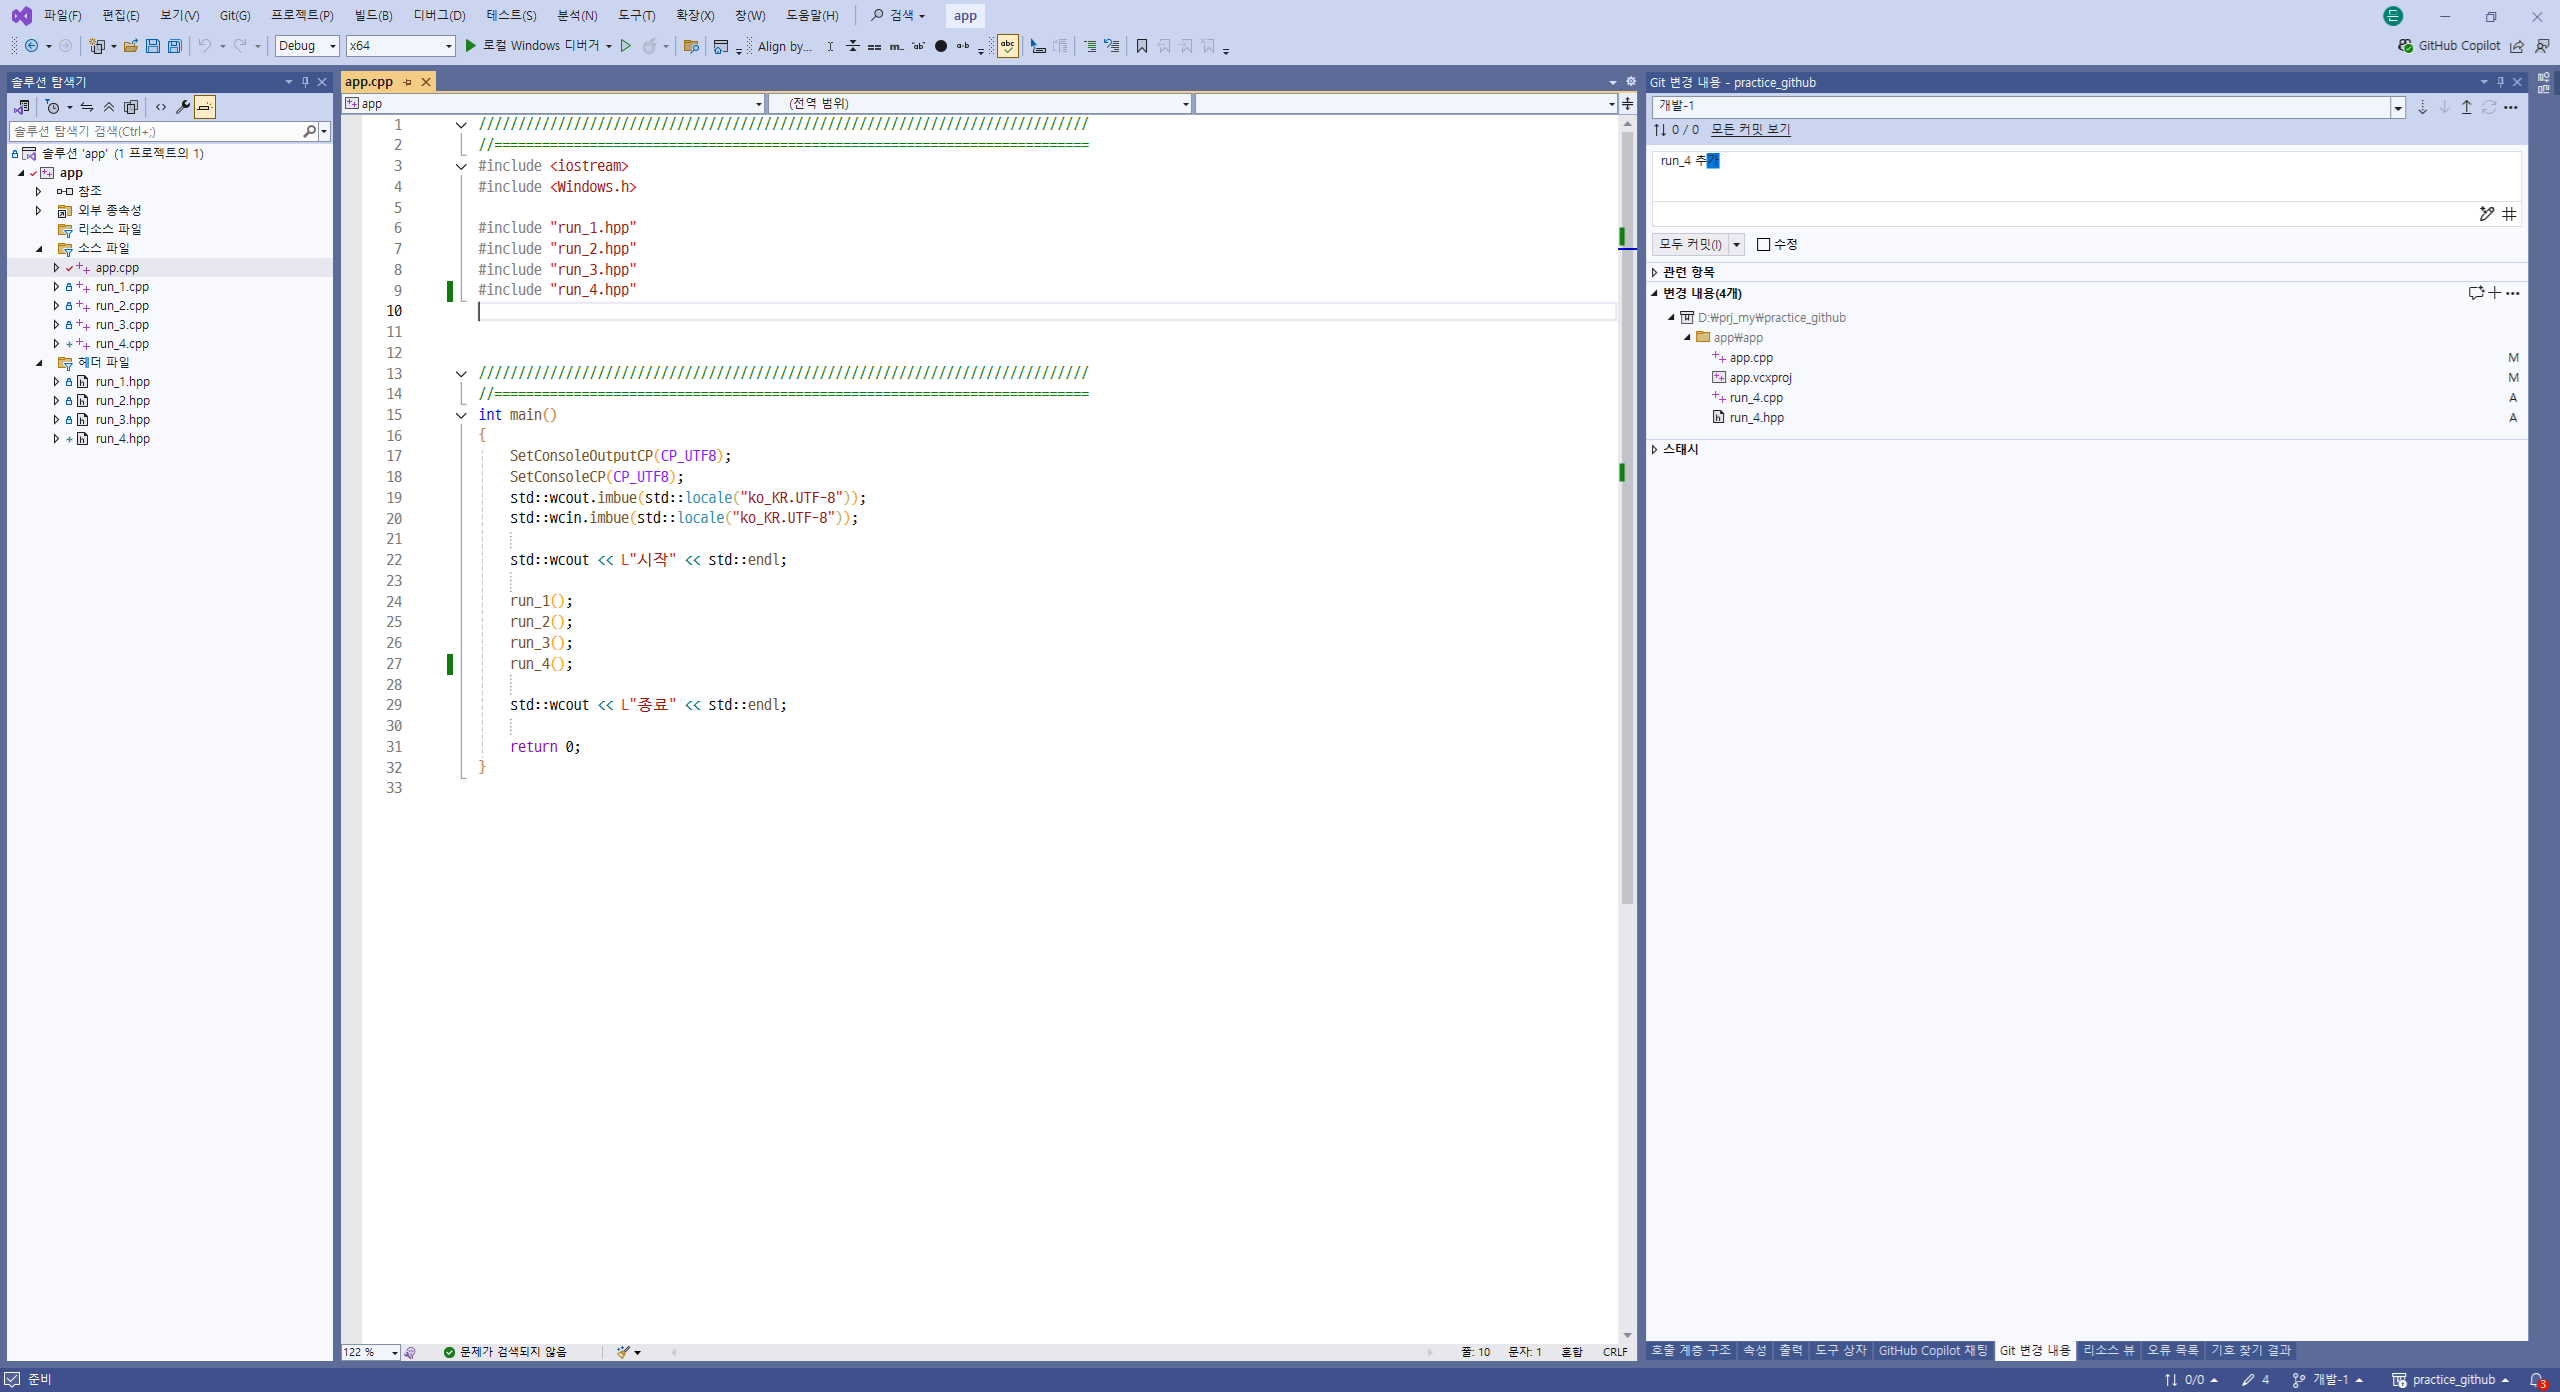 파일(F) 편집(E) 보기(V) Git(G) 프로젝트(P) 빌드(B) 디버그(D) 테스트(S) 분석(N) 도구(T) 확장(X) 창(W) 도움말(H) 검색 app 든
Debug x64 로컬 Windows 디버거 Align by... GitHub Copilot
솔루션 탐색기
솔루션 탐색기 검색(Ctrl+;)
솔루션 'app' (1 프로젝트의 1)
app
참조
외부 종속성
리소스 파일
소스 파일
app.cpp
run_1.cpp
run_2.cpp
run_3.cpp
run_4.cpp
헤더 파일
run_1.hpp
run_2.hpp
run_3.hpp
run_4.hpp
app.cpp
app (전역 범위)
1 /////////////////////////////////////////////////////////////////////////////
2 //===========================================================================
3 #include <iostream>
4 #include <Windows.h>
5
6 #include "run_1.hpp"
7 #include "run_2.hpp"
8 #include "run_3.hpp"
9 #include "run_4.hpp"
10
11
12
13 /////////////////////////////////////////////////////////////////////////////
14 //===========================================================================
15 int main()
16 {
17 SetConsoleOutputCP(CP_UTF8);
18 SetConsoleCP(CP_UTF8);
19 std::wcout.imbue(std::locale("ko_KR.UTF-8"));
20 std::wcin.imbue(std::locale("ko_KR.UTF-8"));
21
22 std::wcout << L"시작" << std::endl;
23
24 run_1();
25 run_2();
26 run_3();
27 run_4();
28
29 std::wcout << L"종료" << std::endl;
30
31 return 0;
32 }
33
122 % 문제가 검색되지 않음 줄: 10 문자: 1 혼합 CRLF
Git 변경 내용 - practice_github
개발-1
0 / 0 모든 커밋 보기
run_4 추가
모두 커밋(I) 수정
관련 항목
변경 내용(4개)
D:\prj_my\practice_github
app\app
app.cpp M
app.vcxproj M
run_4.cpp A
run_4.hpp A
스태시
호출 계층 구조 속성 출력 도구 상자 GitHub Copilot 채팅 Git 변경 내용 리소스 뷰 오류 목록 기호 찾기 결과
준비 0/0 4 개발-1 practice_github 3